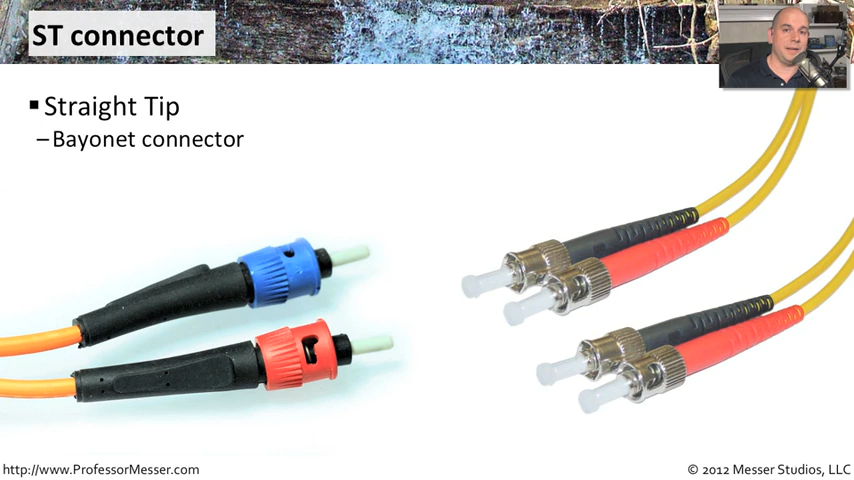 ST connector
▪ Straight Tip
– Bayonet connector
http://www.ProfessorMesser.com
© 2012 Messer Studios, LLC